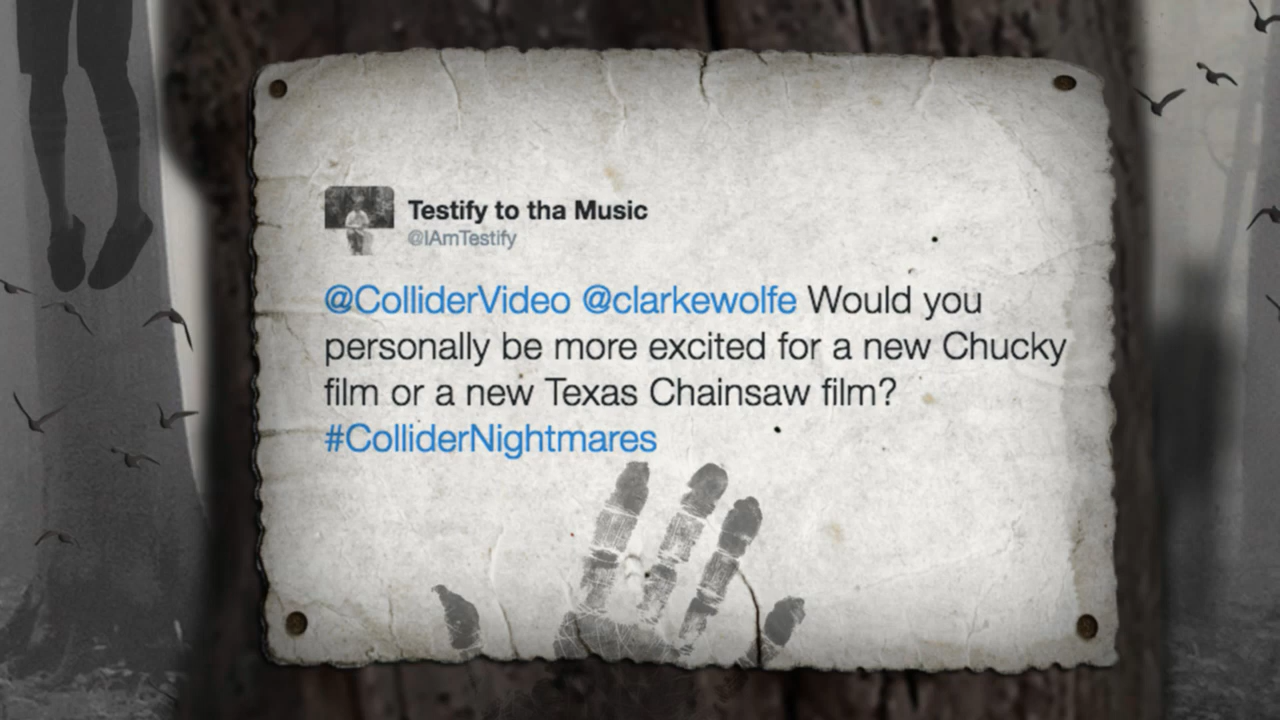 Testify to tha Music
@IAmTestify
@ColliderVideo @clarkewolfe Would you
personally be more excited for a new Chucky
film or a new Texas Chainsaw film?
#ColliderNightmares